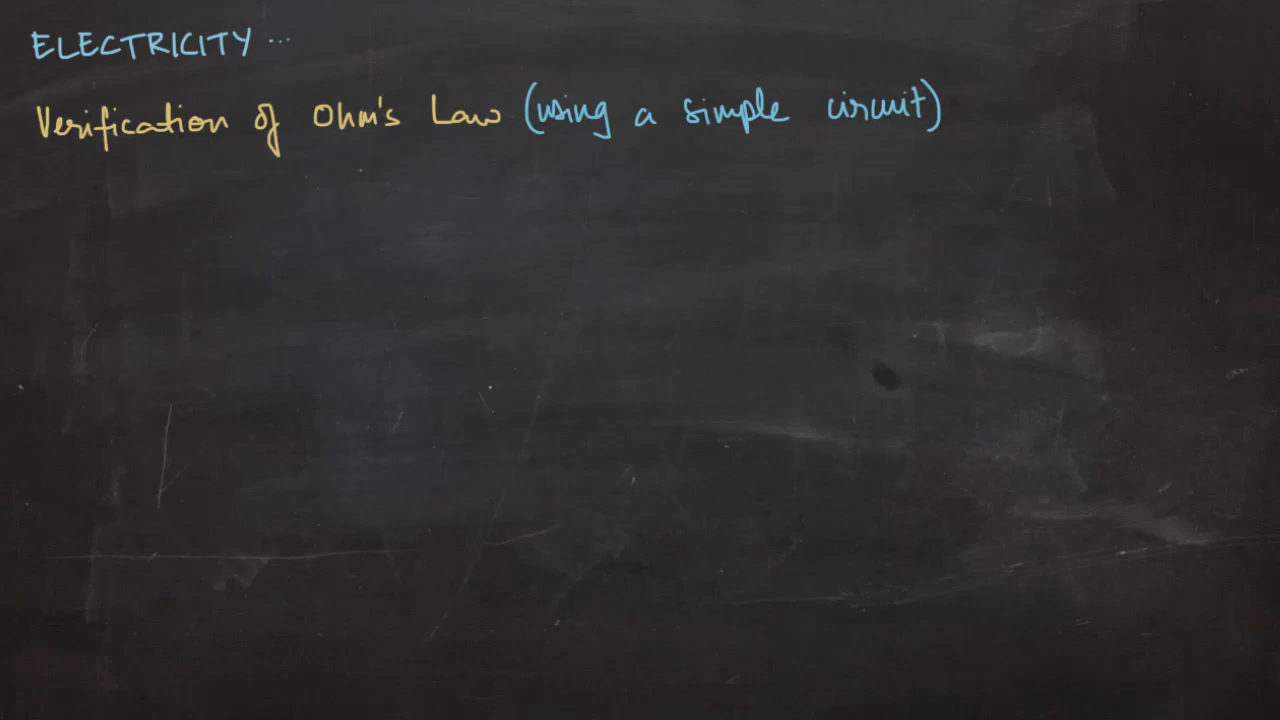 ELECTRICITY ...
Verification of Ohm's Law (using a simple circuit)